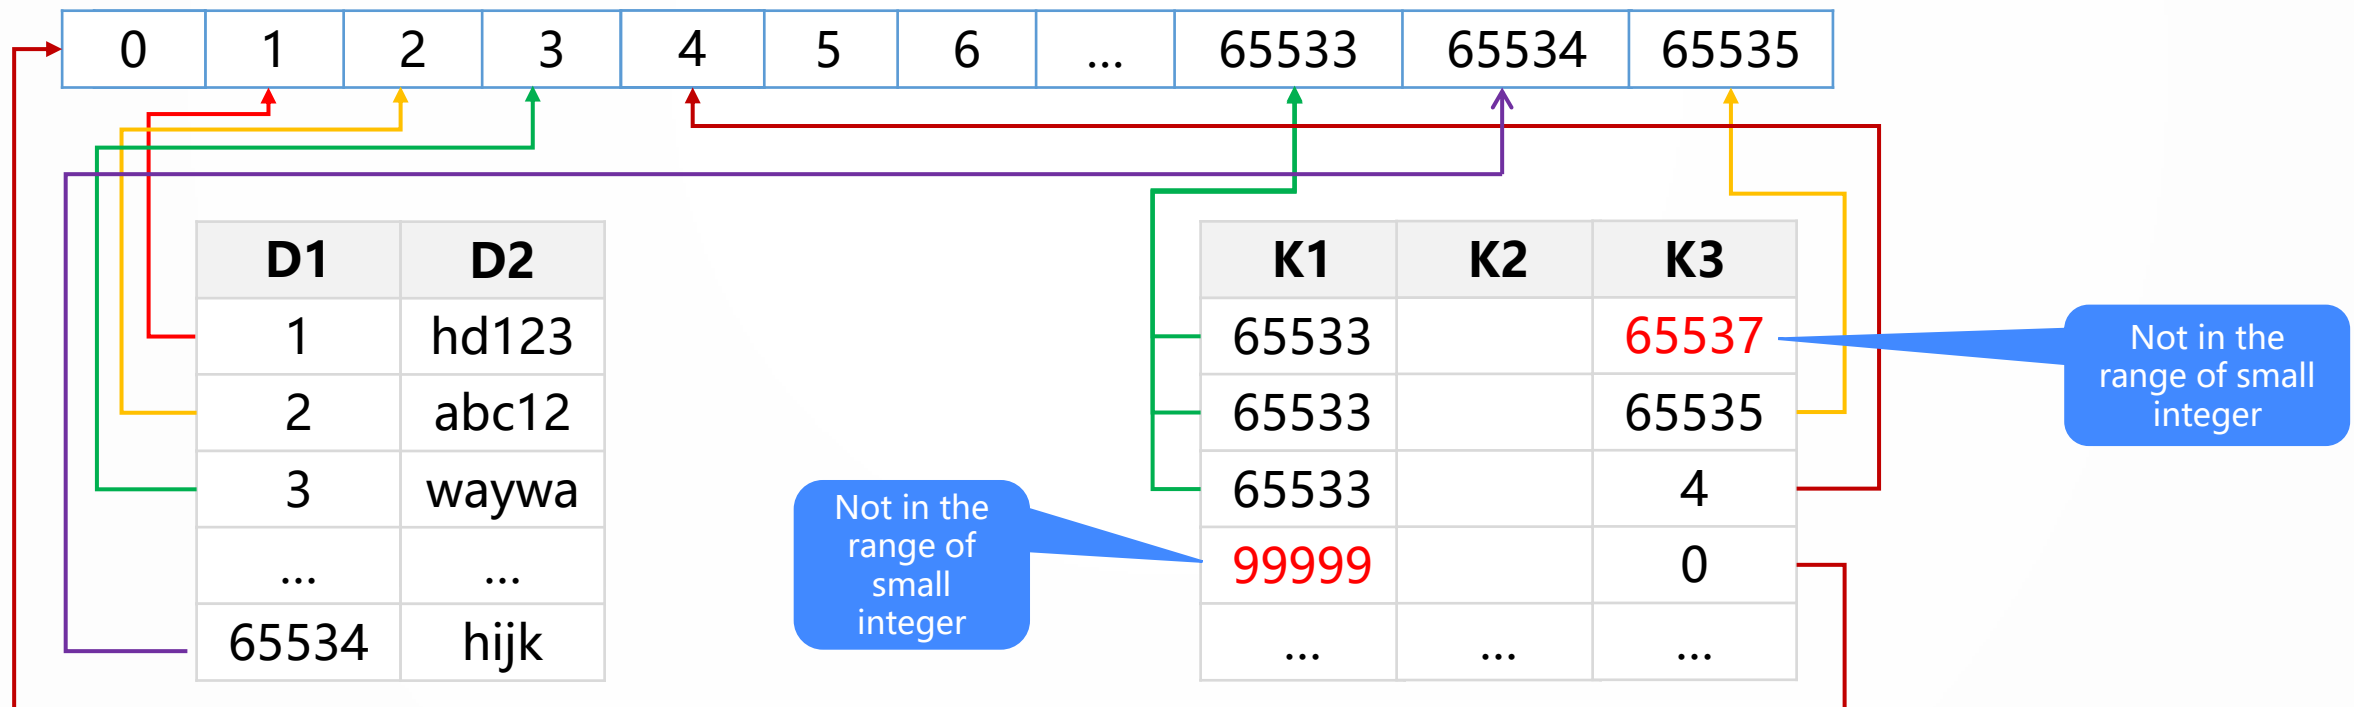 0 1 2 3 4 5 6 ... 65533 65534 65535
D1 D2
1 hd123
2 abc12
3 waywa
... ...
65534 hijk
K1 K2 K3
65533 65537
65533 65535
65533 4
99999 0
... ... ...
Not in the
range of
small
integer
Not in the
range of small
integer